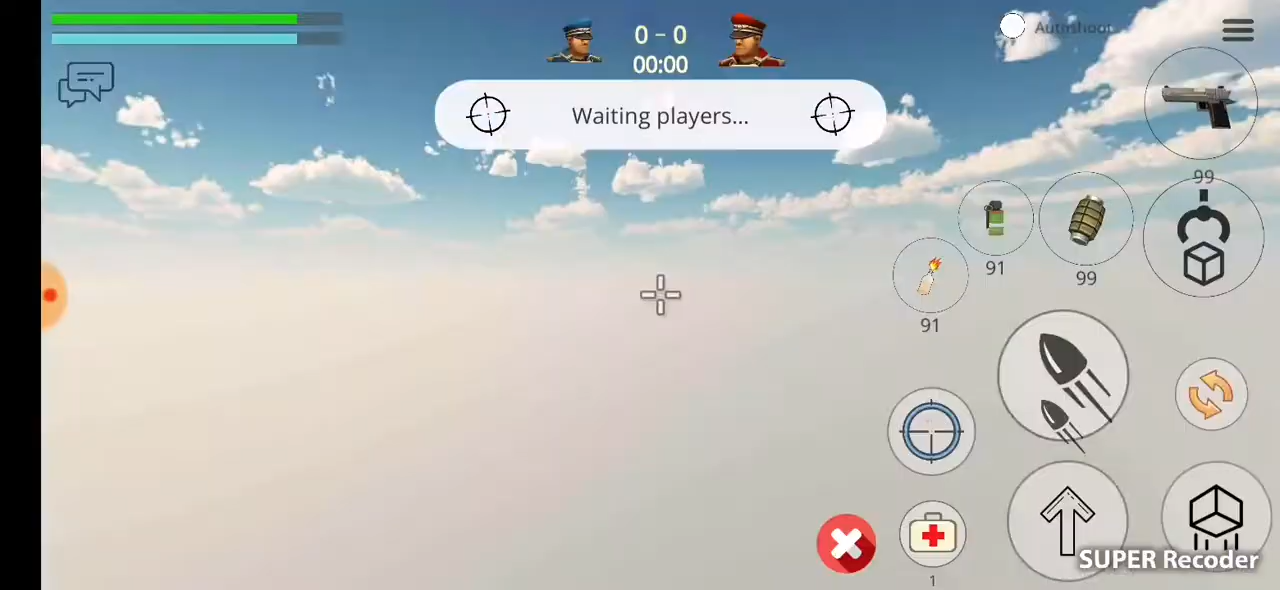 0 - 0
Autoshoot
00:00
Waiting players...
99
91
99
91
1
SUPER Recoder